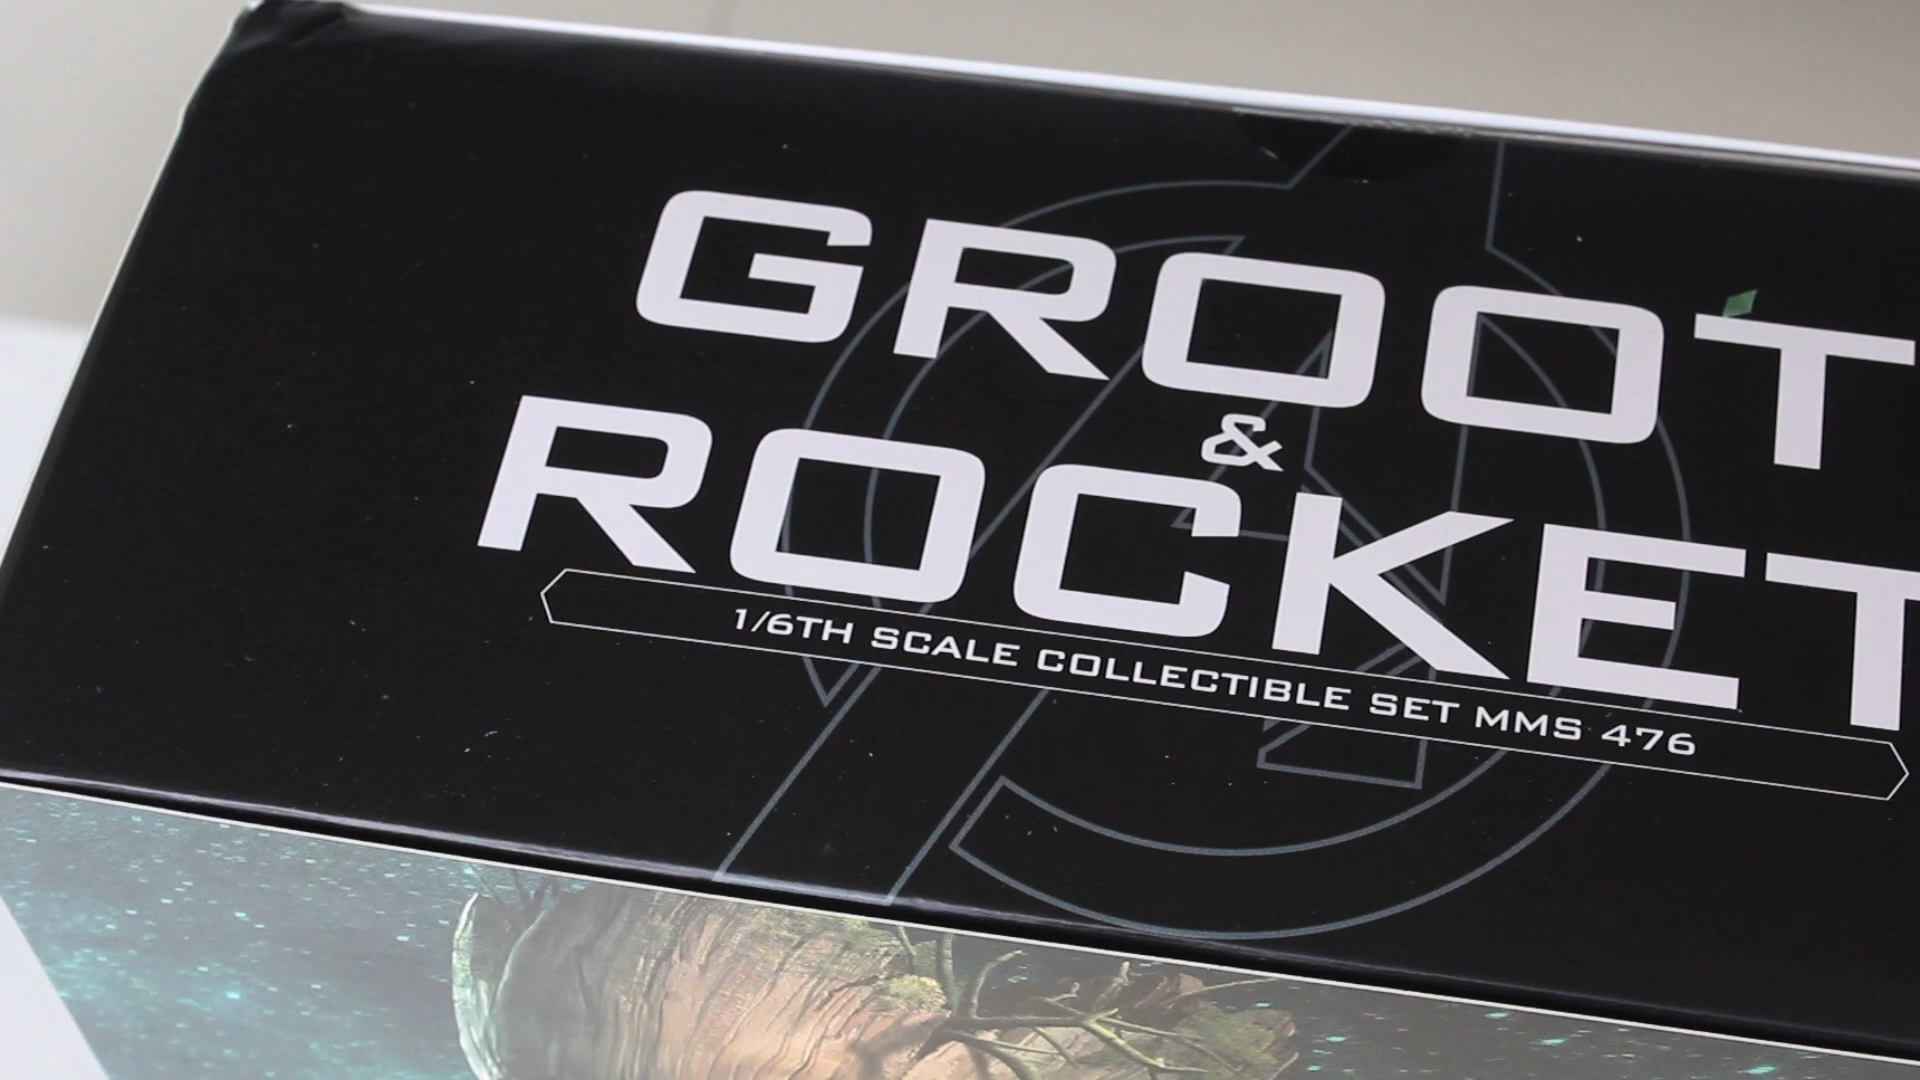 GROOT
&
ROCKET
1/6TH SCALE COLLECTIBLE SET MMS 476